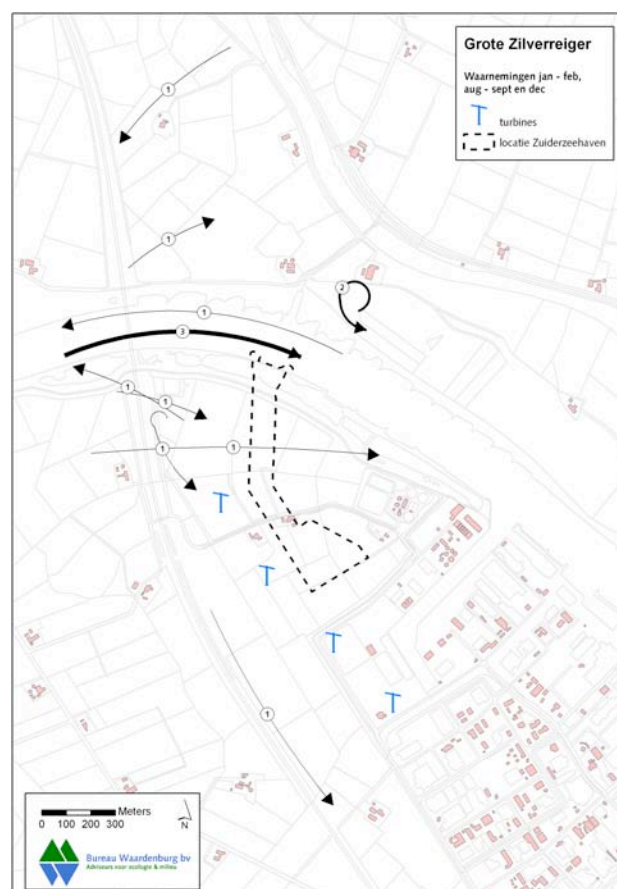 Grote Zilverreiger
Waarnemingen jan - feb,
aug - sept en dec
turbines
locatie Zuiderzeehaven
1
1
2
1
3
1
1
1
1
1
Meters
0 100 200 300
N
Bureau Waardenburg bv
Adviseurs voor ecologie & milieu